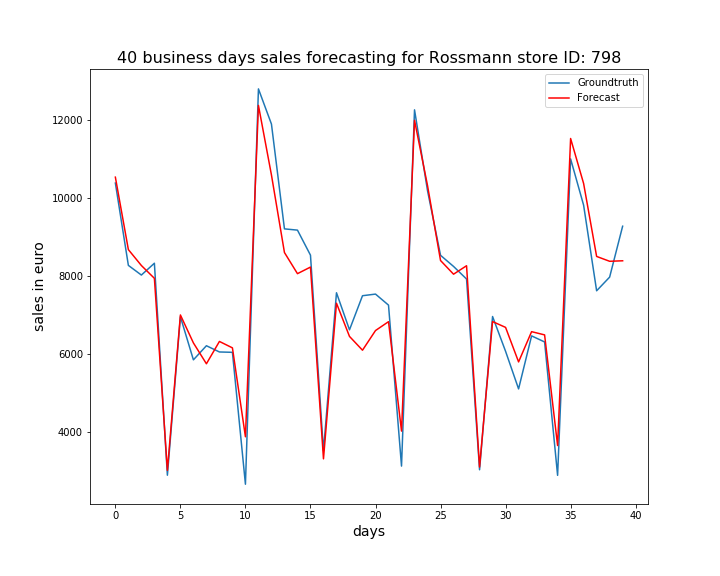 40 business days sales forecasting for Rossmann store ID: 798
Groundtruth
Forecast
12000
10000
8000
6000
4000
sales in euro
0 5 10 15 20 25 30 35 40
days